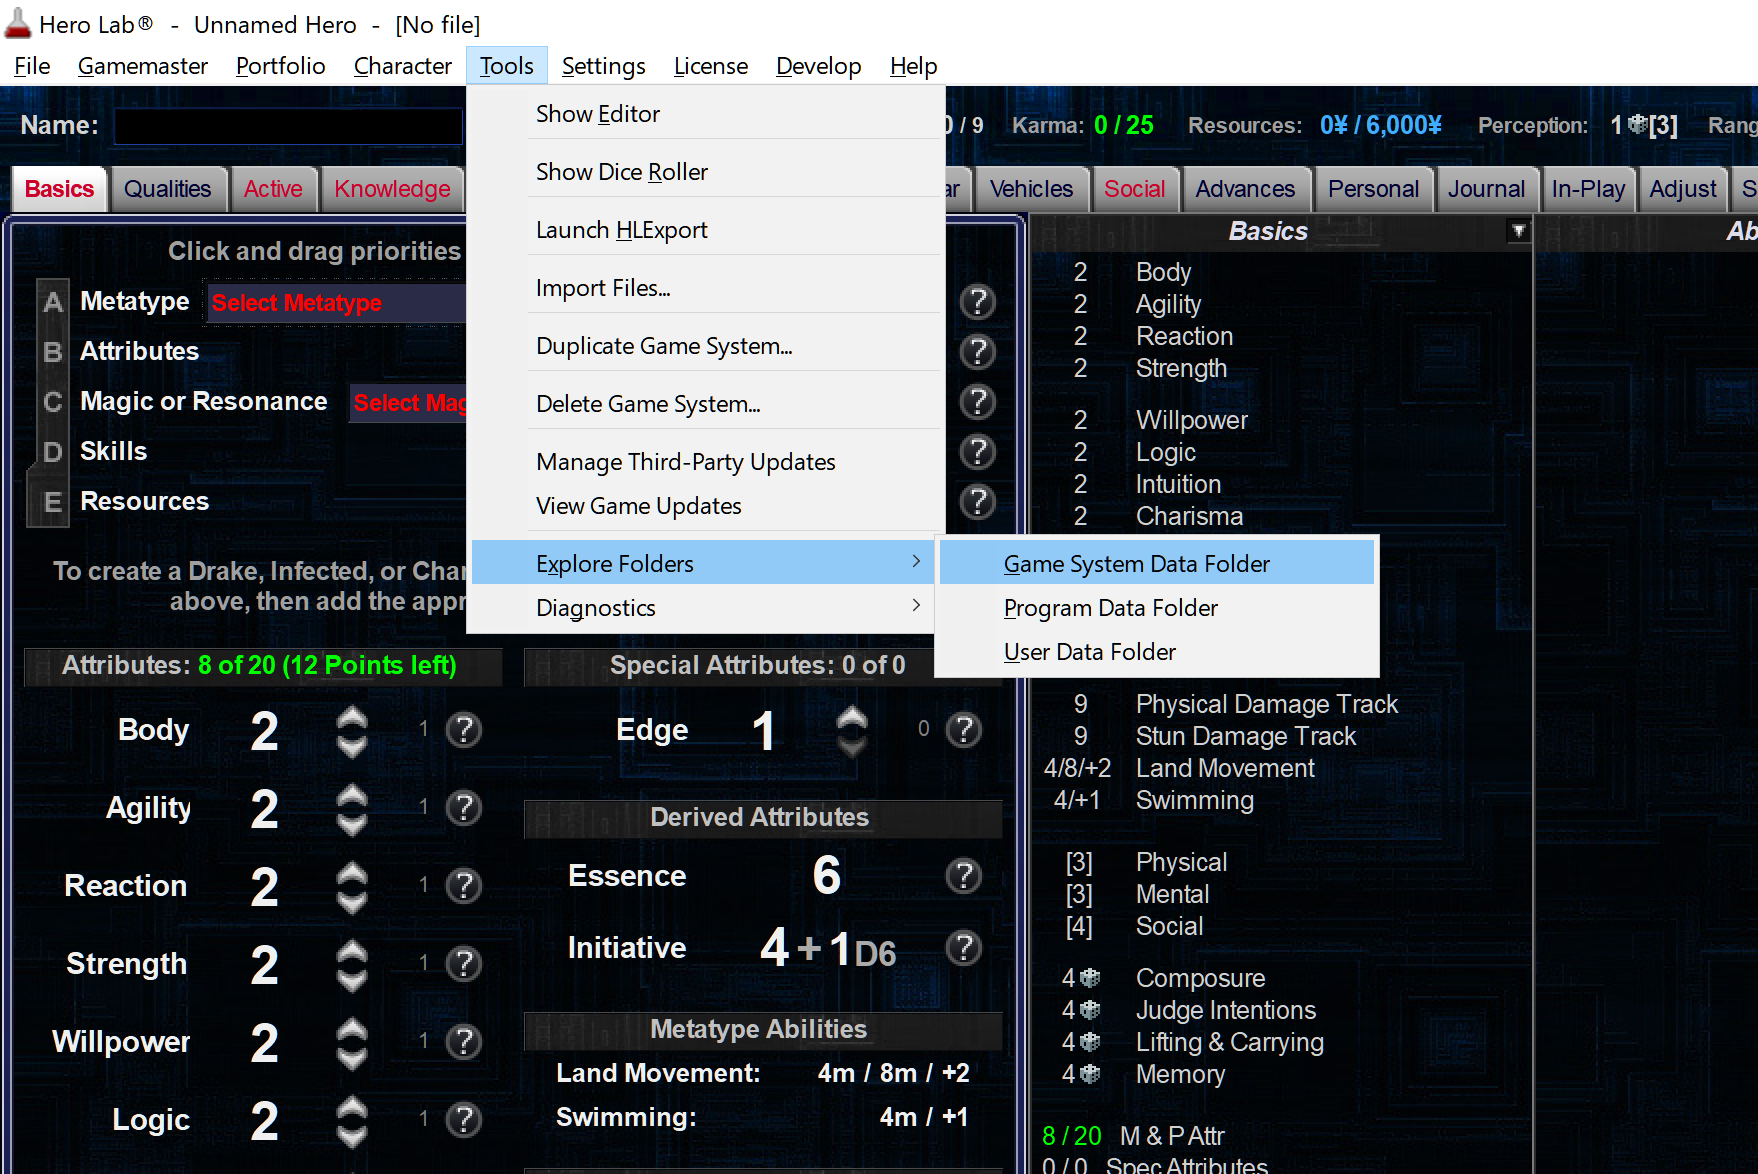 Hero Lab® - Unnamed Hero - [No file]
File Gamemaster Portfolio Character Tools Settings License Develop Help
Name: / 9 Karma: 0 / 25 Resources: 0¥ / 6,000¥ Perception: 1 [3]
Basics Qualities Active Knowledge Vehicles Social Advances Personal Journal In-Play Adjust
Show Editor
Show Dice Roller
Launch HLExport
Import Files...
Duplicate Game System...
Delete Game System...
Manage Third-Party Updates
View Game Updates
Explore Folders >
Diagnostics >
Game System Data Folder
Program Data Folder
User Data Folder
Click and drag priorities
A Metatype Select Metatype ?
B Attributes ?
C Magic or Resonance Select Mag ?
D Skills ?
E Resources ?
To create a Drake, Infected, or
above, then add the
Attributes: 8 of 20 (12 Points left)
Body 2 1 ?
Agility 2 1 ?
Reaction 2 1 ?
Strength 2 1 ?
Willpower 2 1 ?
Logic 2 1 ?
Special Attributes: 0 of 0
Edge 1 0 ?
Derived Attributes
Essence 6 ?
Initiative 4 + 1D6 ?
Metatype Abilities
Land Movement: 4m / 8m / +2
Swimming: 4m / +1
Basics
2 Body
2 Agility
2 Reaction
2 Strength
2 Willpower
2 Logic
2 Intuition
2 Charisma
9 Physical Damage Track
9 Stun Damage Track
4/8/+2 Land Movement
4/+1 Swimming
[3] Physical
[3] Mental
[4] Social
4 Composure
4 Judge Intentions
4 Lifting & Carrying
4 Memory
8 / 20 M & P Attr
0 / 0 Spec Attributes